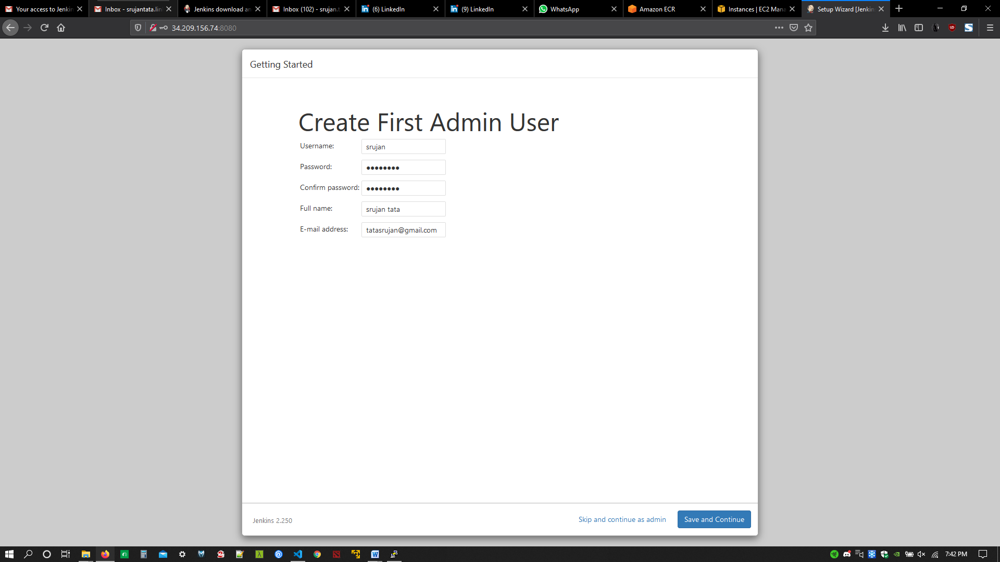 Your access to Jenkin
Inbox - srujantata.lin
Jenkins download an
Inbox (102) - srujan.t
(6) LinkedIn
(9) LinkedIn
WhatsApp
Amazon ECR
Instances | EC2 Mana
Setup Wizard [Jenkin
34.209.156.74:8080
Getting Started
Create First Admin User
Username:
srujan
Password:
Confirm password:
Full name:
srujan tata
E-mail address:
tatasrujan@gmail.com
Jenkins 2.250
Skip and continue as admin
Save and Continue
7:42 PM